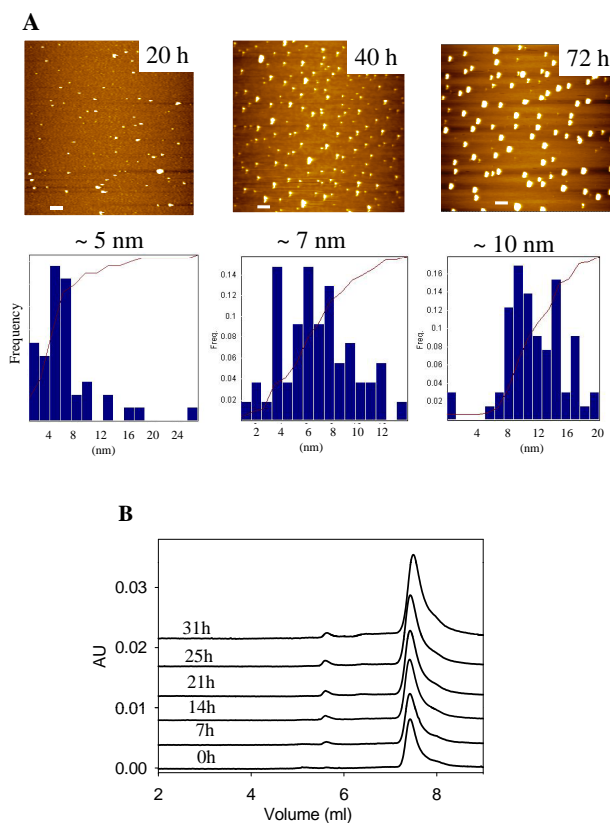 A
20 h
40 h
72 h
~ 5 nm
~ 7 nm
~ 10 nm
Frequency
4 8 12 16 20 24
(nm)
Freq.
0.14
0.12
0.1
0.08
0.06
0.04
0.02
2 4 6 8 10 12
(nm)
Freq.
0.16
0.14
0.12
0.1
0.08
0.06
0.04
0.02
4 8 12 16 20
(nm)
B
AU
0.03
0.02
0.01
0.00
31h
25h
21h
14h
7h
0h
2 4 6 8
Volume (ml)